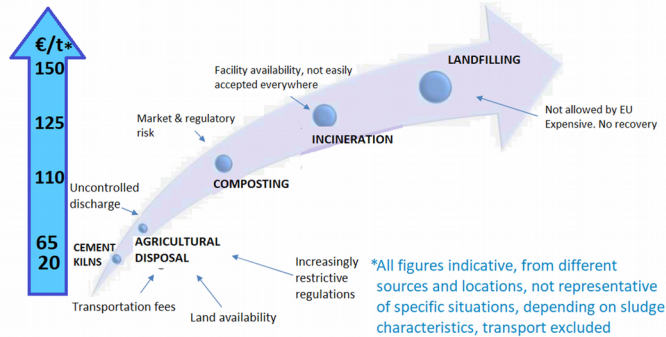 €/t*
150
125
110
65
20
LANDFILLING
Facility availability, not easily
accepted everywhere
Not allowed by EU
Expensive. No recovery
Market & regulatory
risk
INCINERATION
COMPOSTING
Uncontrolled
discharge
CEMENT
KILNS
AGRICULTURAL
DISPOSAL
Transportation fees
Land availability
Increasingly
restrictive
regulations
*All figures indicative, from different
sources and locations, not representative
of specific situations, depending on sludge
characteristics, transport excluded